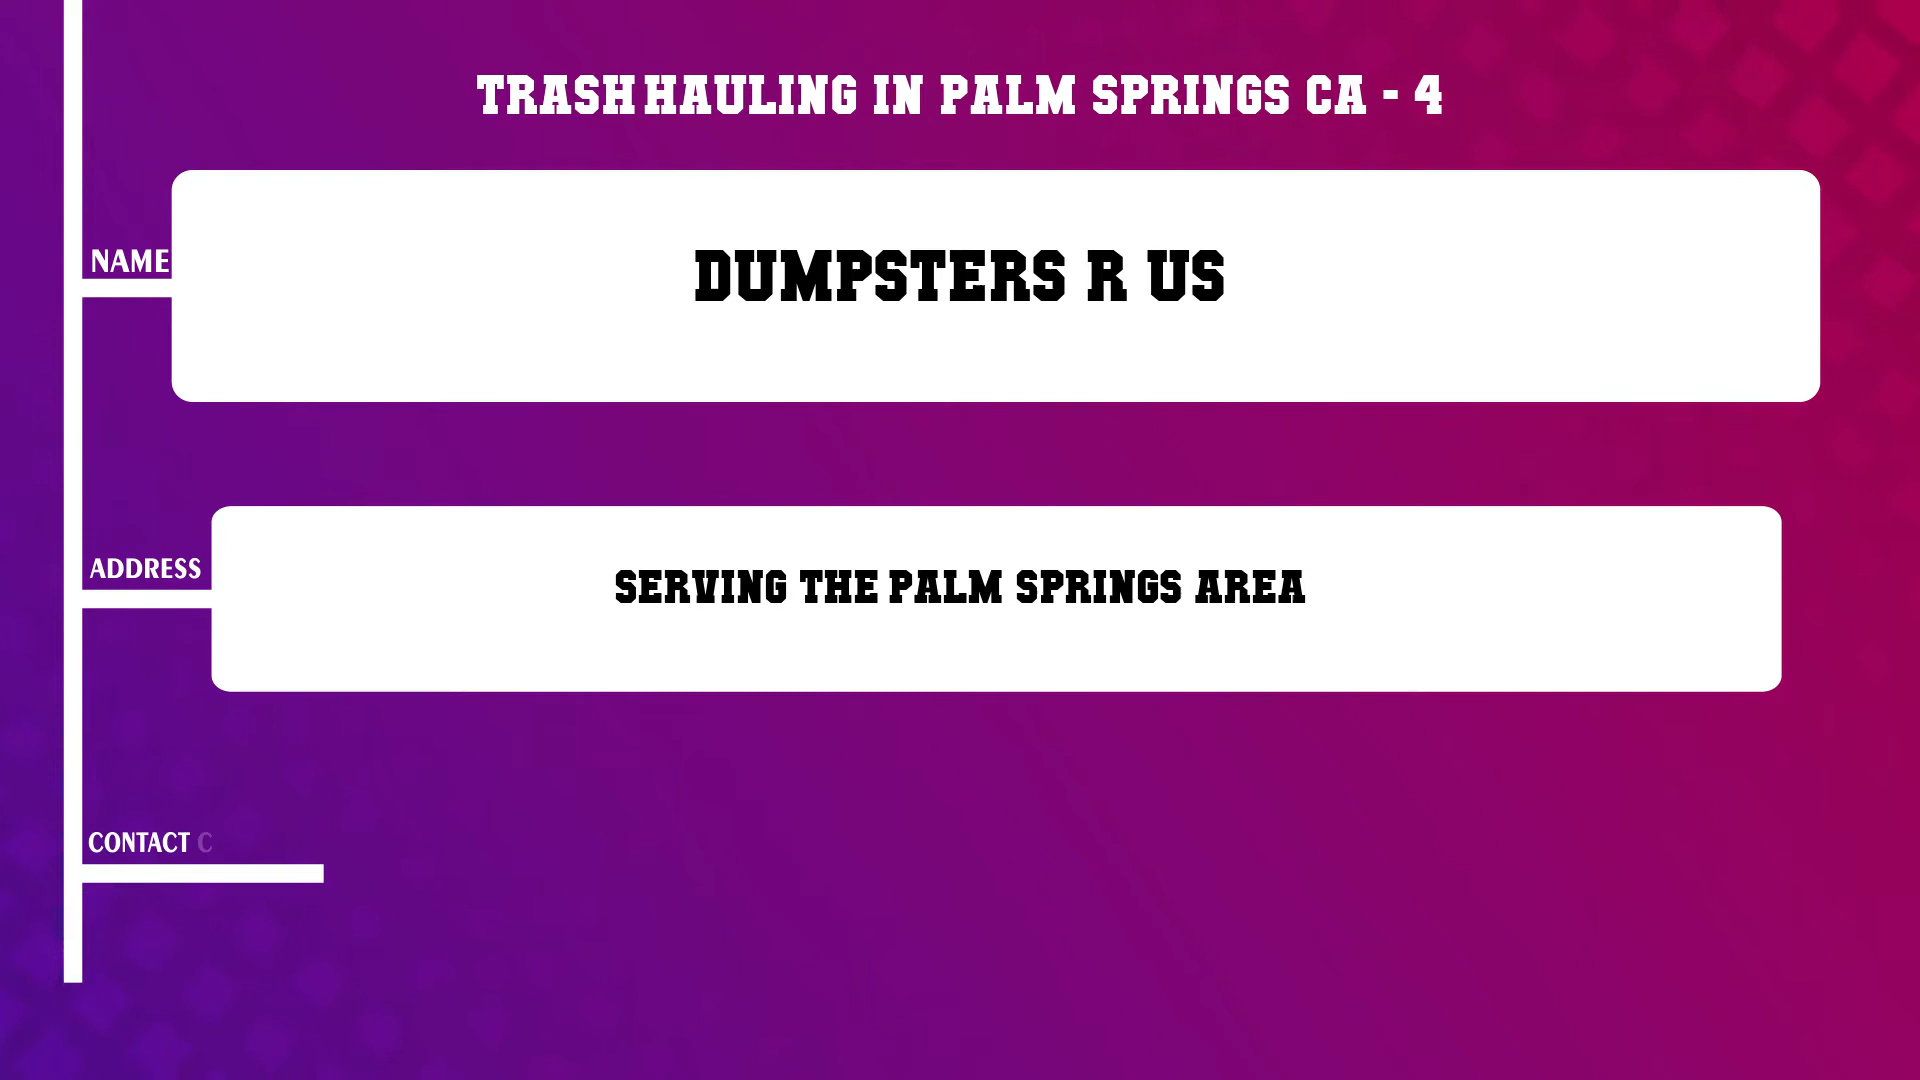 TRASH HAULING IN PALM SPRINGS CA - 4
NAME
DUMPSTERS R US
ADDRESS
SERVING THE PALM SPRINGS AREA
CONTACT C